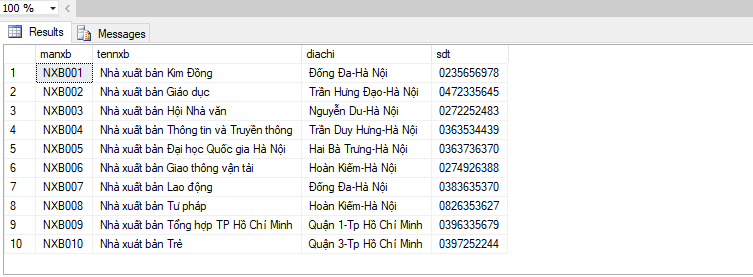 100 %
Results Messages
manxb tennxb diachi sdt
1 NXB001 Nhà xuất bản Kim Đồng Đống Đa-Hà Nội 0235656978
2 NXB002 Nhà xuất bản Giáo dục Trần Hưng Đạo-Hà Nội 0472335645
3 NXB003 Nhà xuất bản Hội Nhà văn Nguyễn Du-Hà Nội 0272252483
4 NXB004 Nhà xuất bản Thông tin và Truyền thông Trần Duy Hưng-Hà Nội 0363534439
5 NXB005 Nhà xuất bản Đại học Quốc gia Hà Nội Hai Bà Trưng-Hà Nội 0363736370
6 NXB006 Nhà xuất bản Giao thông vận tải Hoàn Kiếm-Hà Nội 0274926388
7 NXB007 Nhà xuất bản Lao động Đống Đa-Hà Nội 0383635370
8 NXB008 Nhà xuất bản Tư pháp Hoàn Kiếm-Hà Nội 0826353627
9 NXB009 Nhà xuất bản Tổng hợp TP Hồ Chí Minh Quận 1-Tp Hồ Chí Minh 0396335679
10 NXB010 Nhà xuát bản Trẻ Quận 3-Tp Hồ Chí Minh 0397252244